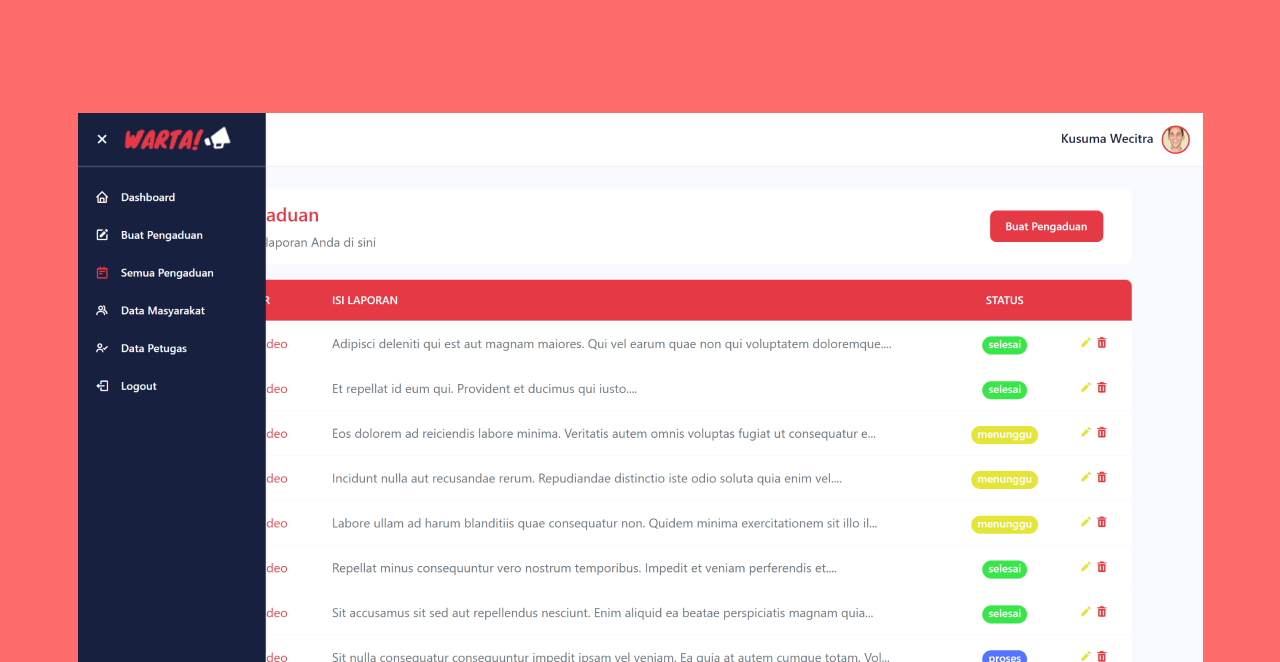 WARTA!
Kusuma Wecitra
Dashboard
Buat Pengaduan
Semua Pengaduan
Data Masyarakat
Data Petugas
Logout
aduan
laporan Anda di sini
Buat Pengaduan
R ISI LAPORAN STATUS
deo Adipisci deleniti qui est aut magnam maiores. Qui vel earum quae non qui voluptatem doloremque.... selesai
deo Et repellat id eum qui. Provident et ducimus qui iusto.... selesai
deo Eos dolorem ad reiciendis labore minima. Veritatis autem omnis voluptas fugiat ut consequatur e... menunggu
deo Incidunt nulla aut recusandae rerum. Repudiandae distinctio iste odio soluta quia enim vel.... menunggu
deo Labore ullam ad harum blanditiis quae consequatur non. Quidem minima exercitationem sit illo il... menunggu
deo Repellat minus consequuntur vero nostrum temporibus. Impedit et veniam perferendis et.... selesai
deo Sit accusamus sit sed aut repellendus nesciunt. Enim aliquid ea beatae perspiciatis magnam quia... selesai
deo Sit nulla consequatur consequuntur impedit ipsam vel veniam. Ea quia at autem cumque totam. Vol... proses